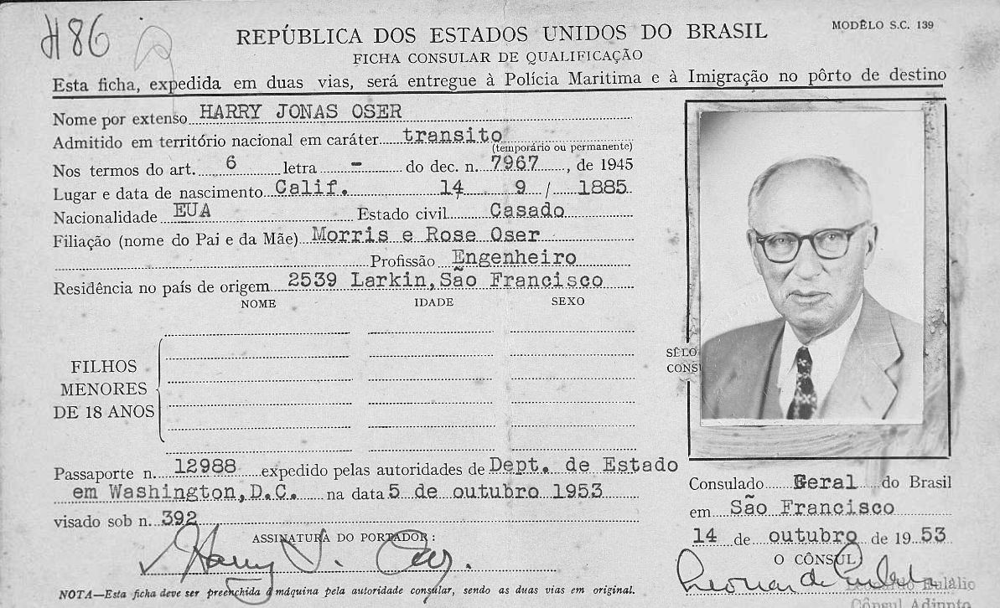 H86
REPÚBLICA DOS ESTADOS UNIDOS DO BRASIL
MODÊLO S.C. 139
FICHA CONSULAR DE QUALIFICAÇÃO
Esta ficha, expedida em duas vias, será entregue à Polícia Maritima e à Imigração no pôrto de destino
Nome por extenso HARRY JONAS OSER
Admitido em território nacional em caráter transito
(temporário ou permanente)
Nos termos do art. 6 letra - do dec. n. 7967, de 1945
Lugar e data de nascimento Calif. 14 9 / 1885
Nacionalidade EUA Estado civil Casado
Filiação (nome do Pai e da Mãe) Morris e Rose Oser
Profissão Engenheiro
Residência no país de origem 2539 Larkin, São Francisco
NOME IDADE SEXO
FILHOS
MENORES
DE 18 ANOS
SÊLO
CONS
Passaporte n. 12988 expedido pelas autoridades de Dept. de Estado
em Washington, D.C. na data 5 de outubro 1953
visado sob n. 392
ASSINATURA DO PORTADOR:
Harry J. Oser.
NOTA—Esta ficha deve ser preenchida à máquina pela autoridade consular, sendo as duas vias em original.
Consulado Geral do Brasil
em São Francisco
14 de outubro de 1953
O CÔNSUL
Eulálio
Cônsul Adjunto